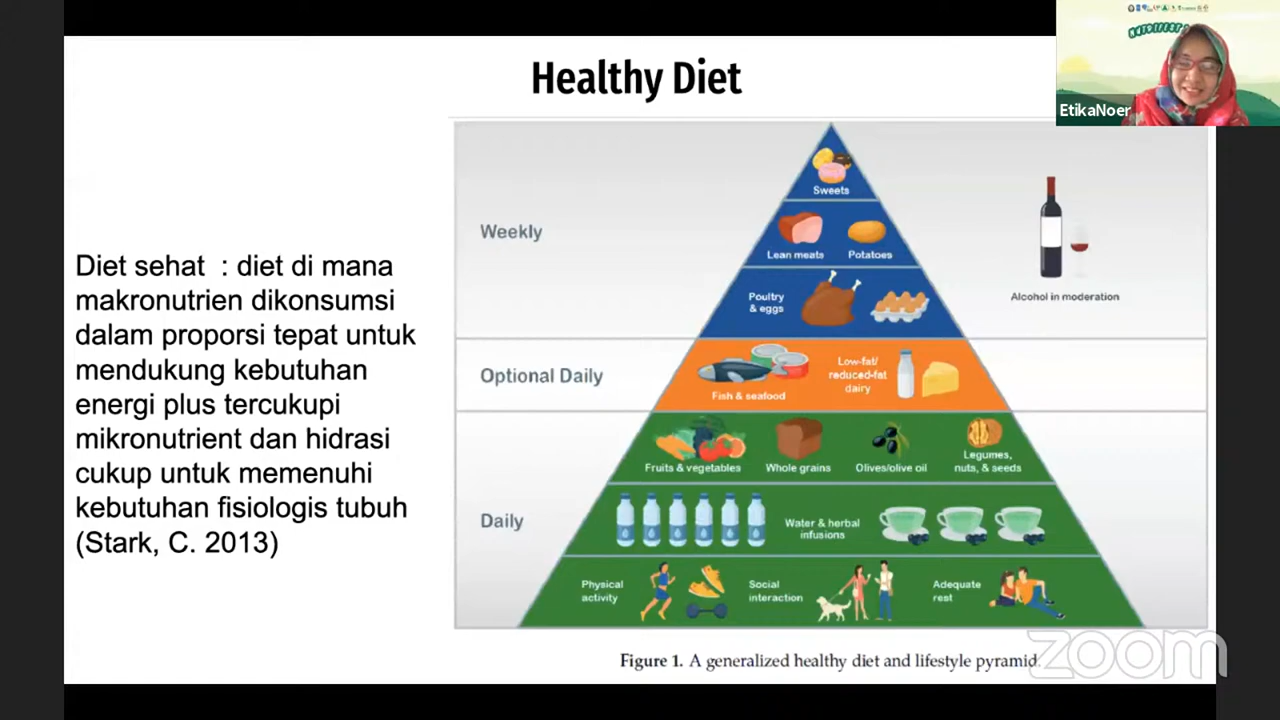 Healthy Diet
EtikaNoer
Diet sehat : diet di mana
makronutrien dikonsumsi
dalam proporsi tepat untuk
mendukung kebutuhan
energi plus tercukupi
mikronutrient dan hidrasi
cukup untuk memenuhi
kebutuhan fisiologis tubuh
(Stark, C. 2013)
Weekly
Sweets
Lean meats
Potatoes
Poultry
& eggs
Alcohol in moderation
Optional Daily
Fish & seafood
Low-fat/
reduced-fat
dairy
Daily
Fruits & vegetables
Whole grains
Olives/olive oil
Legumes,
nuts, & seeds
Water & herbal
infusions
Physical
activity
Social
interaction
Adequate
rest
Figure 1. A generalized healthy diet and lifestyle pyramid.
zoom